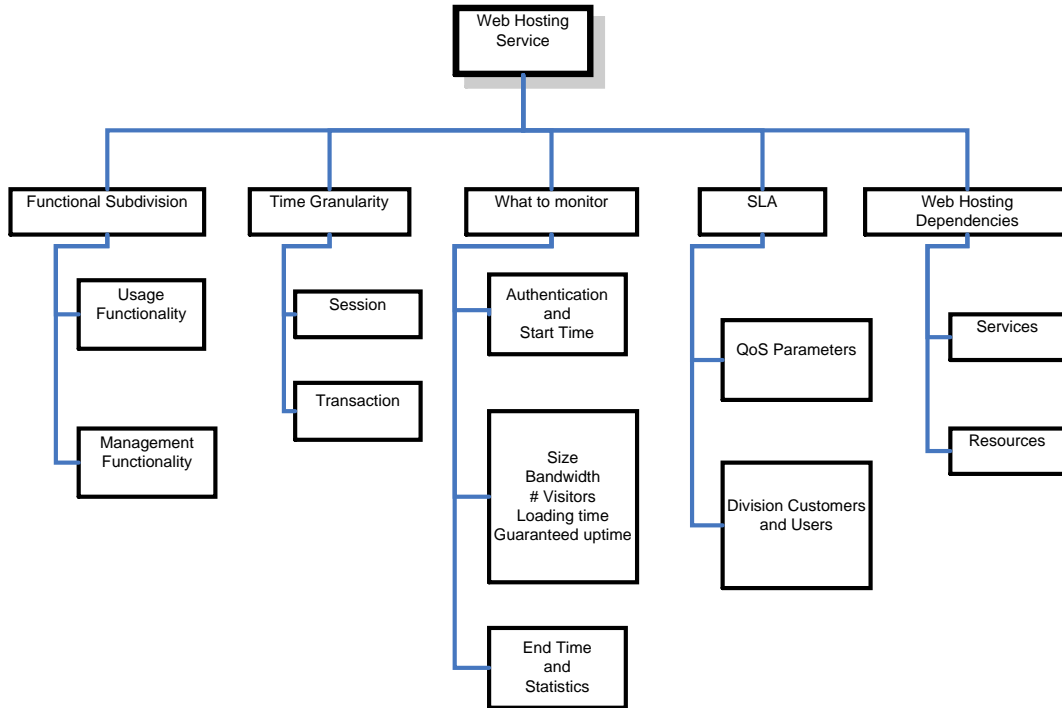 Web Hosting
Service
Functional Subdivision
Time Granularity
What to monitor
SLA
Web Hosting
Dependencies
Usage
Functionality
Management
Functionality
Session
Transaction
Authentication
and
Start Time
Size
Bandwidth
# Visitors
Loading time
Guaranteed uptime
End Time
and
Statistics
QoS Parameters
Division Customers
and Users
Services
Resources